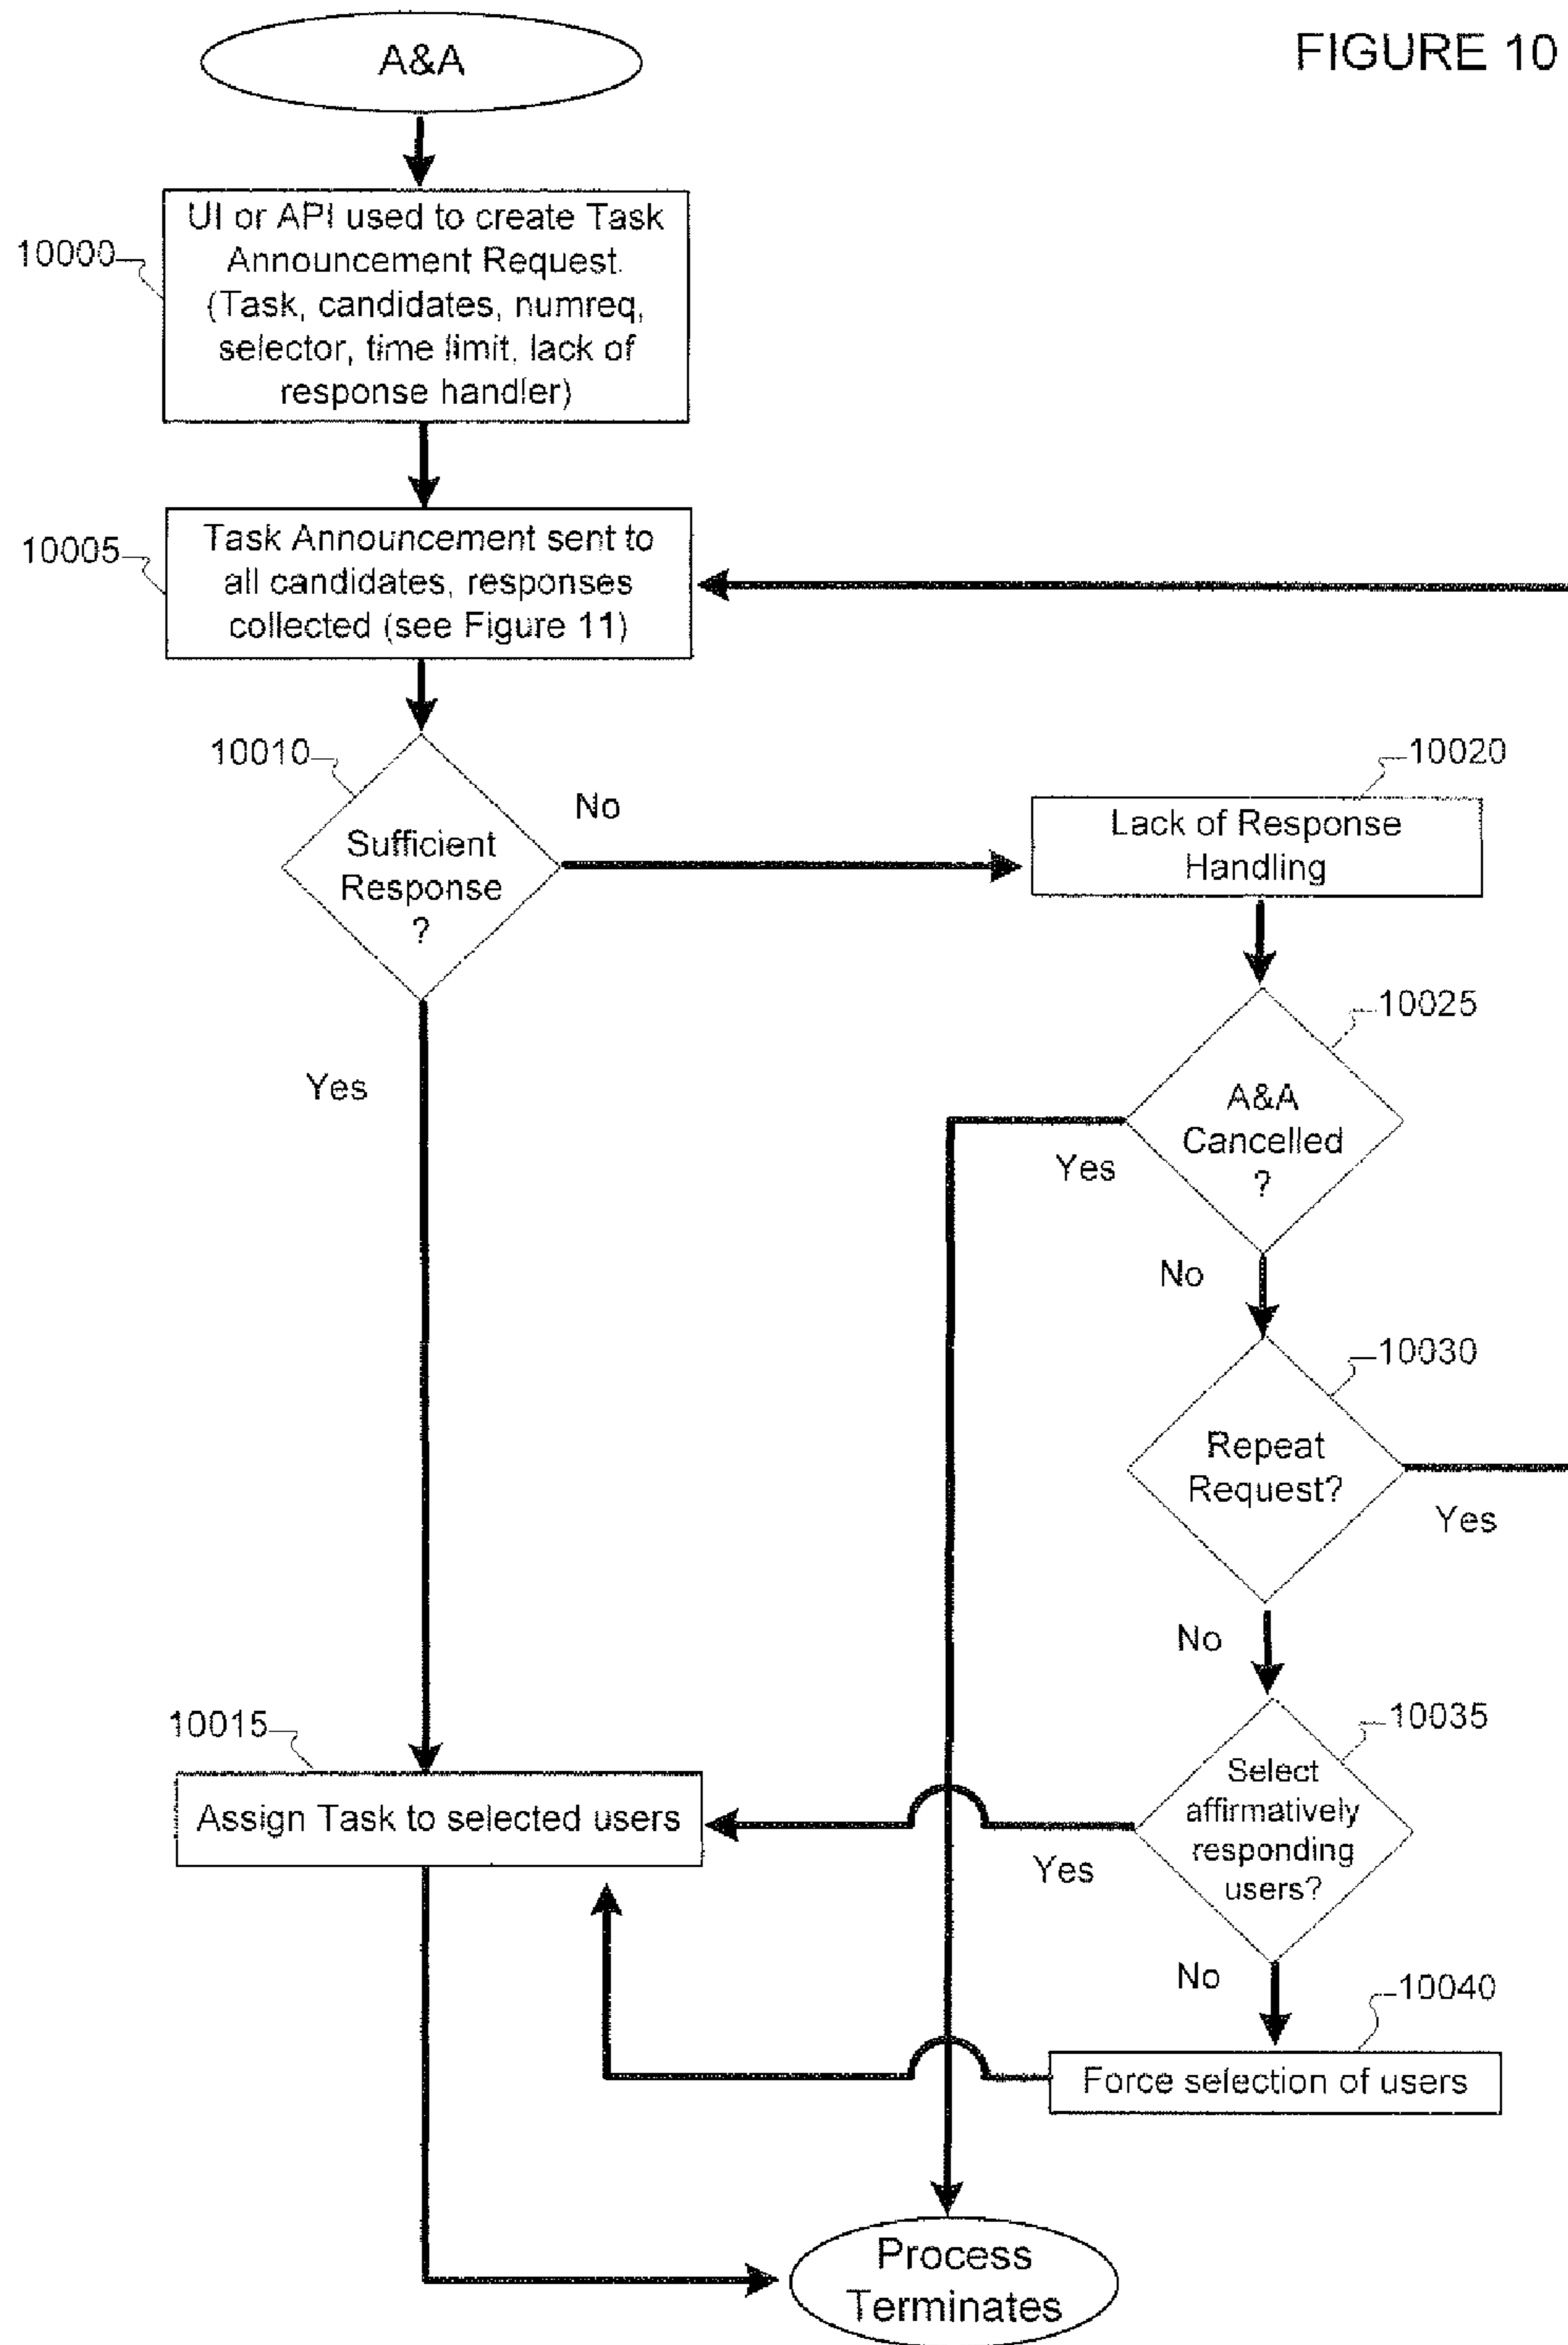 FIGURE 10
A&A
10000
UI or API used to create Task
Announcement Request.
(Task, candidates, numreq,
selector, time limit, lack of
response handler)
10005
Task Announcement sent to
all candidates, responses
collected (see Figure 11)
10010
Sufficient
Response
?
No
Yes
10020
Lack of Response
Handling
10025
A&A
Cancelled
?
Yes
No
10030
Repeat
Request?
Yes
No
10015
Assign Task to selected users
10035
Select
affirmatively
responding
users?
Yes
No
10040
Force selection of users
Process
Terminates